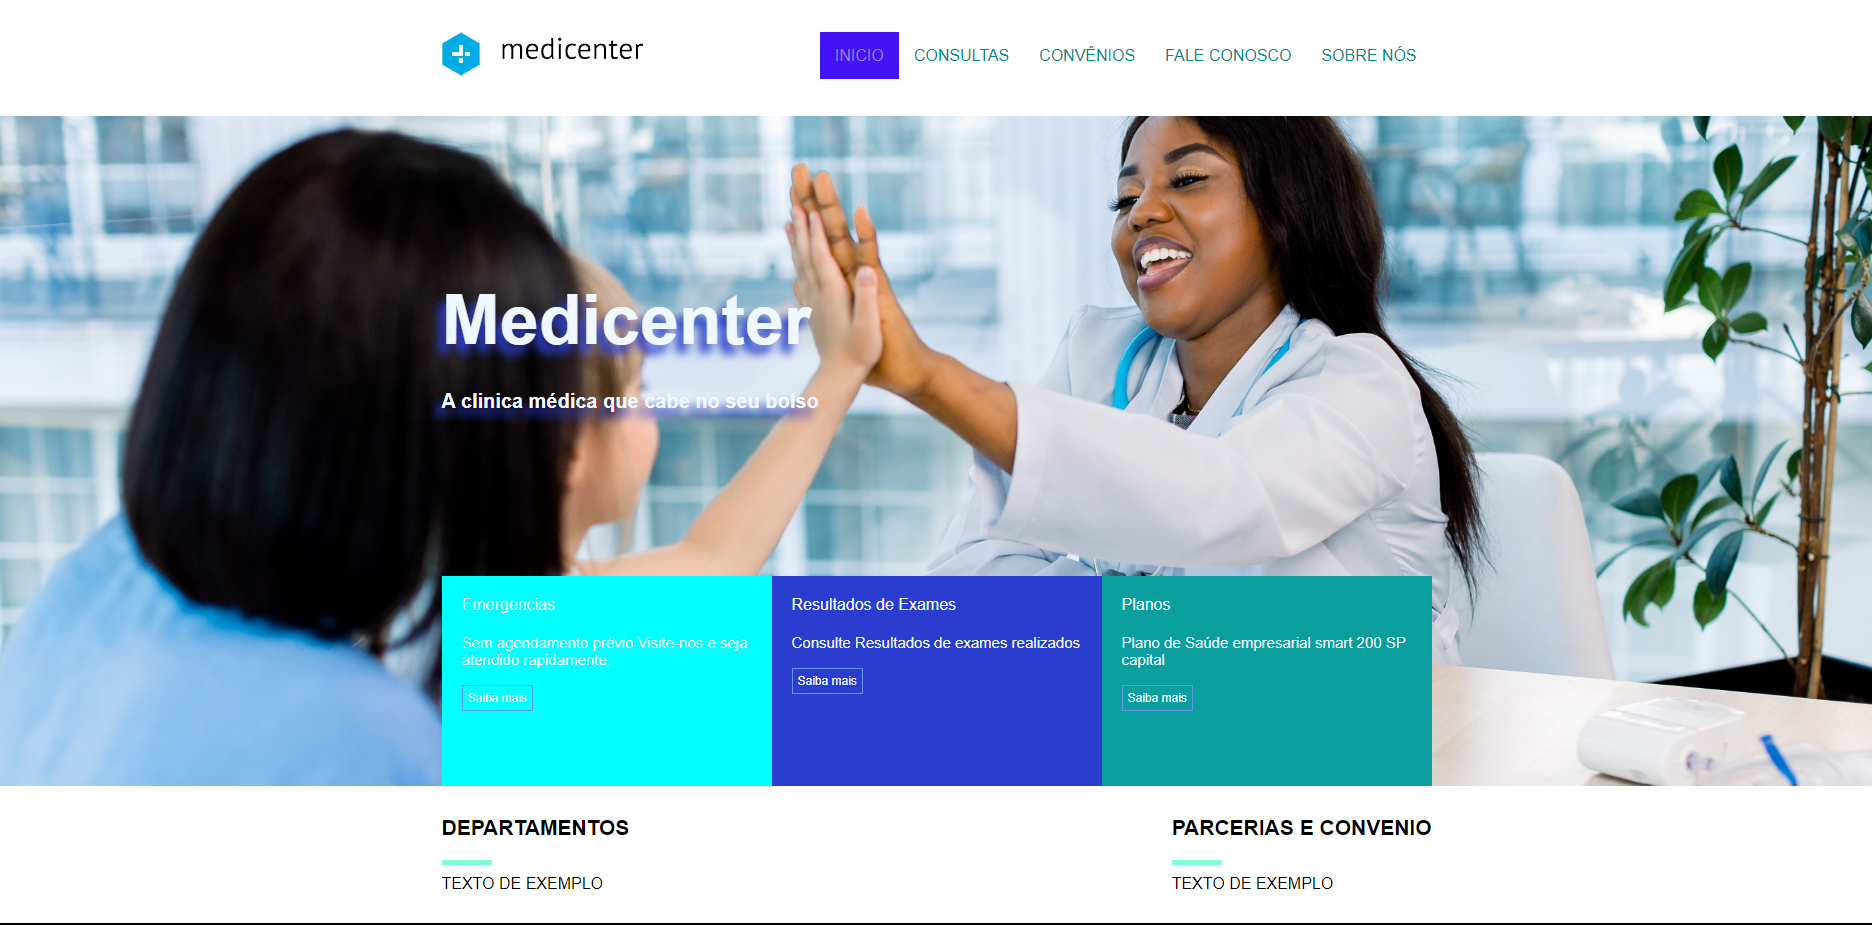 medicenter
INICIO CONSULTAS CONVÊNIOS FALE CONOSCO SOBRE NÓS
Medicenter
A clinica médica que cabe no seu bolso
Emergencias
Sem agendamento prévio Visite-nos e seja
atendido rapidamente.
Saiba mais
Resultados de Exames
Consulte Resultados de exames realizados
Saiba mais
Planos
Plano de Saúde empresarial smart 200 SP
capital
Saiba mais
DEPARTAMENTOS
TEXTO DE EXEMPLO
PARCERIAS E CONVENIO
TEXTO DE EXEMPLO